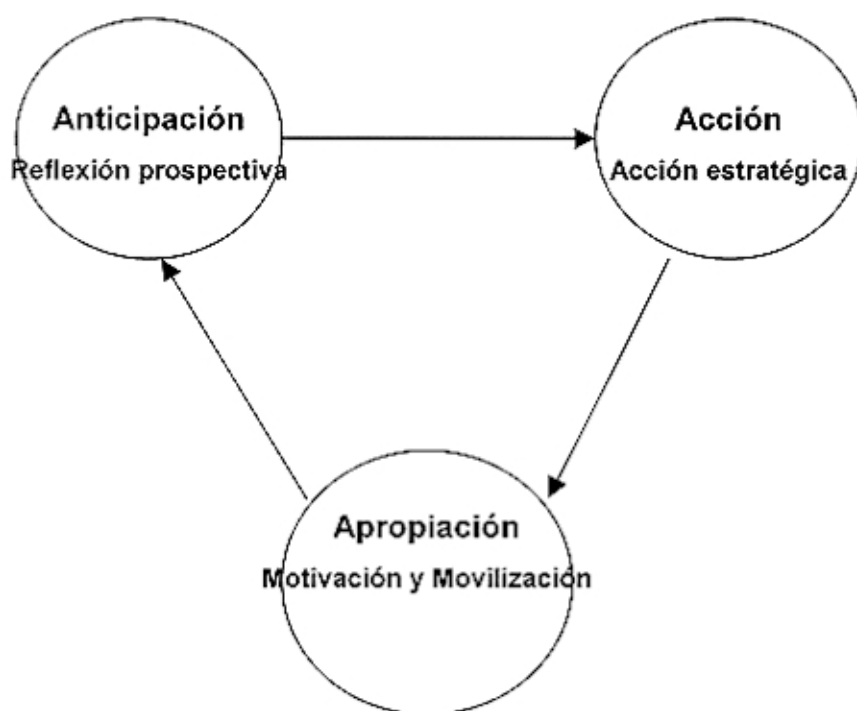 Anticipación
Reflexión prospectiva
Acción
Acción estratégica
Apropiación
Motivación y Movilización